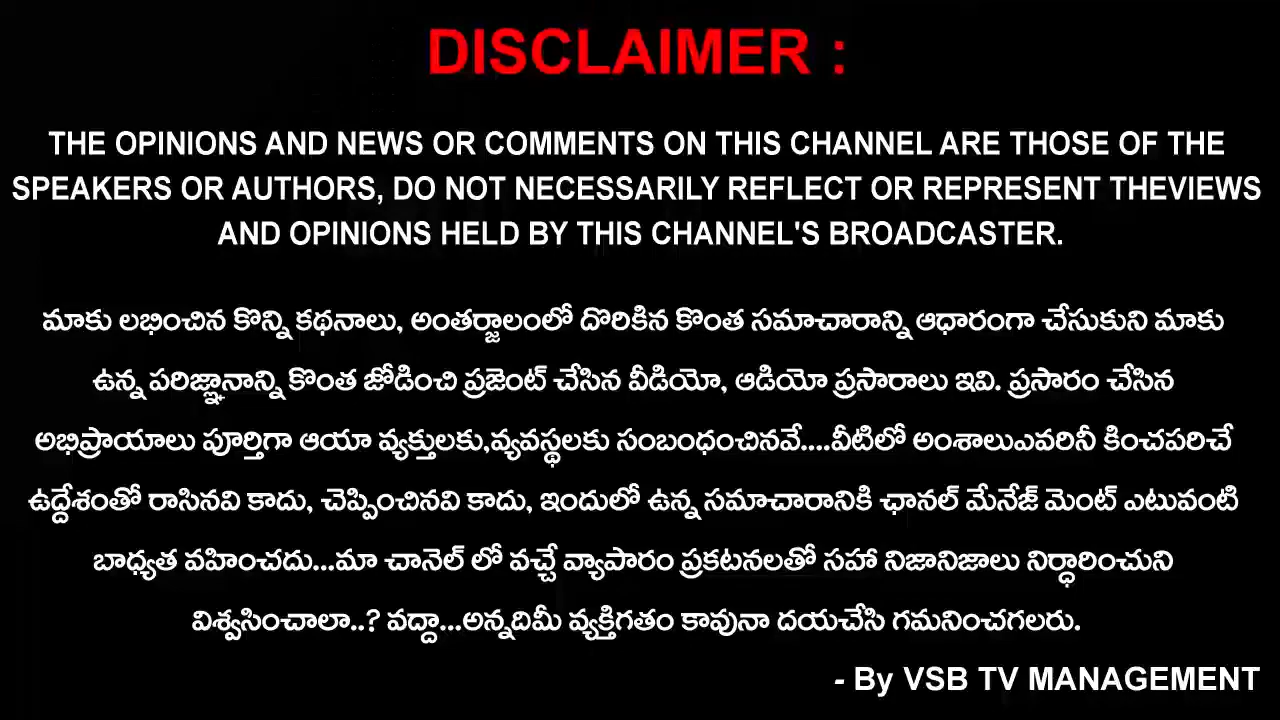 DISCLAIMER :
THE OPINIONS AND NEWS OR COMMENTS ON THIS CHANNEL ARE THOSE OF THE
SPEAKERS OR AUTHORS, DO NOT NECESSARILY REFLECT OR REPRESENT THEVIEWS
AND OPINIONS HELD BY THIS CHANNEL'S BROADCASTER.
మాకు లభించిన కొన్ని కథనాలు, అంతర్జాలంలో దొరికిన కొంత సమాచారాన్ని ఆధారంగా చేసుకుని మాకు
ఉన్న పరిజ్ఞానాన్ని కొంత జోడించి ప్రజెంట్ చేసిన వీడియో, ఆడియో ప్రసారాలు ఇవి. ప్రసారం చేసిన
అభిప్రాయాలు పూర్తిగా ఆయా వ్యక్తులకు,వ్యవస్థలకు సంబంధంచినవే....వీటిలో అంశాలుఎవరినీ కించపరిచే
ఉద్దేశంతో రాసినవి కాదు, చెప్పించినవి కాదు, ఇందులో ఉన్న సమాచారానికి ఛానల్ మేనేజ్ మెంట్ ఎటువంటి
బాధ్యత వహించదు...మా చానెల్ లో వచ్చే వ్యాపారం ప్రకటనలతో సహా నిజానిజాలు నిర్ధారించుని
విశ్వసించాలా..? వద్దా...అన్నదిమీ వ్యక్తిగతం కావునా దయచేసి గమనించగలరు.
- By VSB TV MANAGEMENT